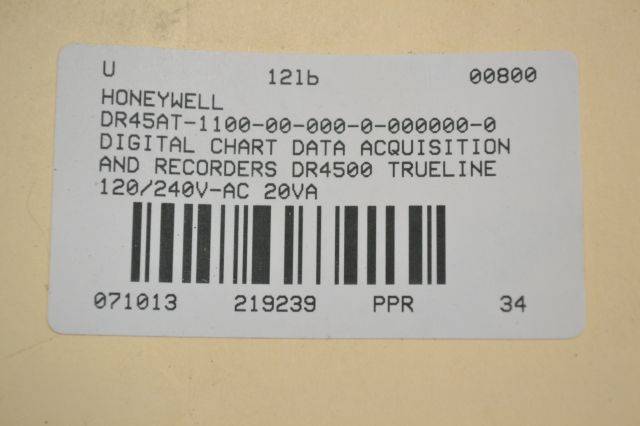 U 12lb 00800
HONEYWELL
DR45AT-1100-00-000-0-000000-0
DIGITAL CHART DATA ACQUISITION
AND RECORDERS DR4500 TRUELINE
120/240V-AC 20VA
071013 219239 PPR 34